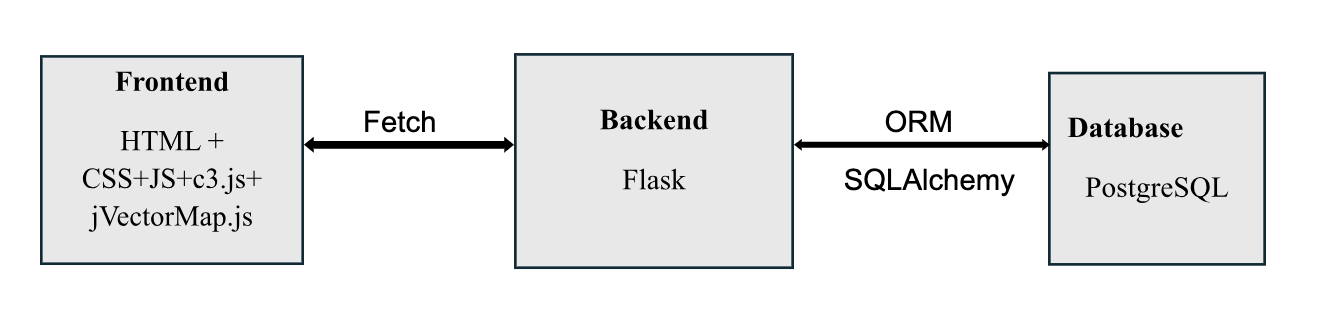 Frontend
HTML +
CSS+JS+c3.js+
jVectorMap.js
Fetch
Backend
Flask
ORM
SQLAlchemy
Database
PostgreSQL